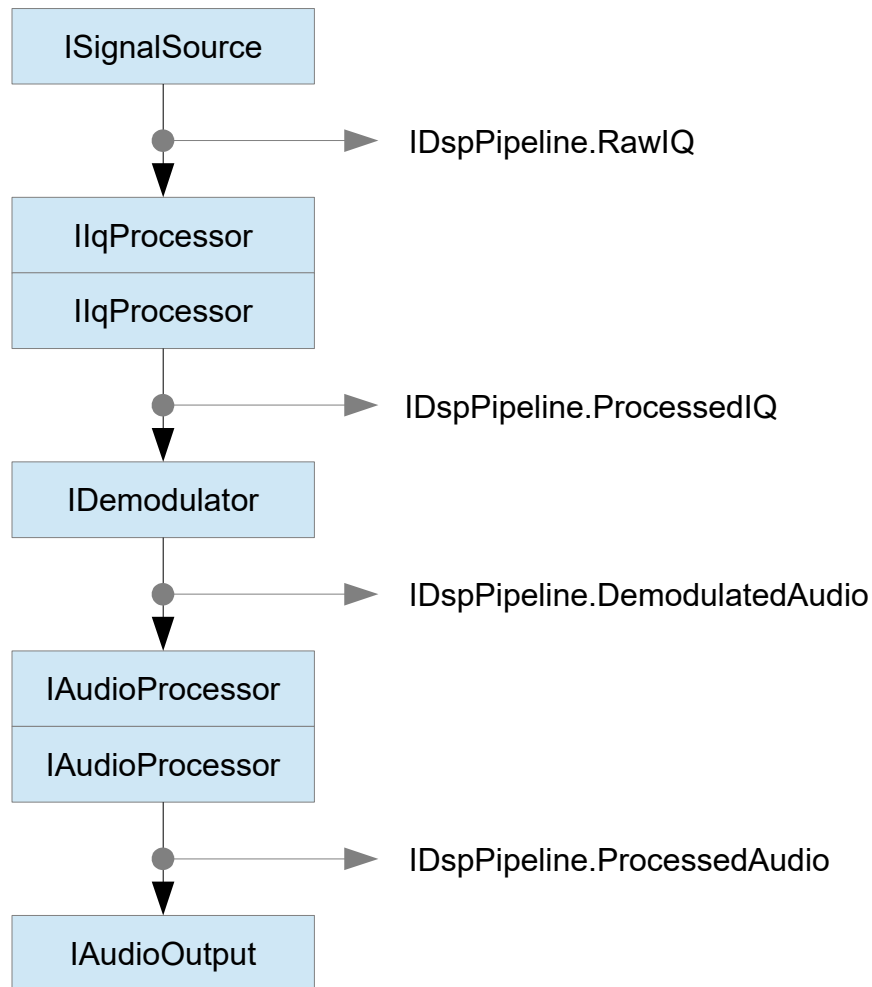 ISignalSource
IDspPipeline.RawIQ
IIqProcessor
IIqProcessor
IDspPipeline.ProcessedIQ
IDemodulator
IDspPipeline.DemodulatedAudio
IAudioProcessor
IAudioProcessor
IDspPipeline.ProcessedAudio
IAudioOutput